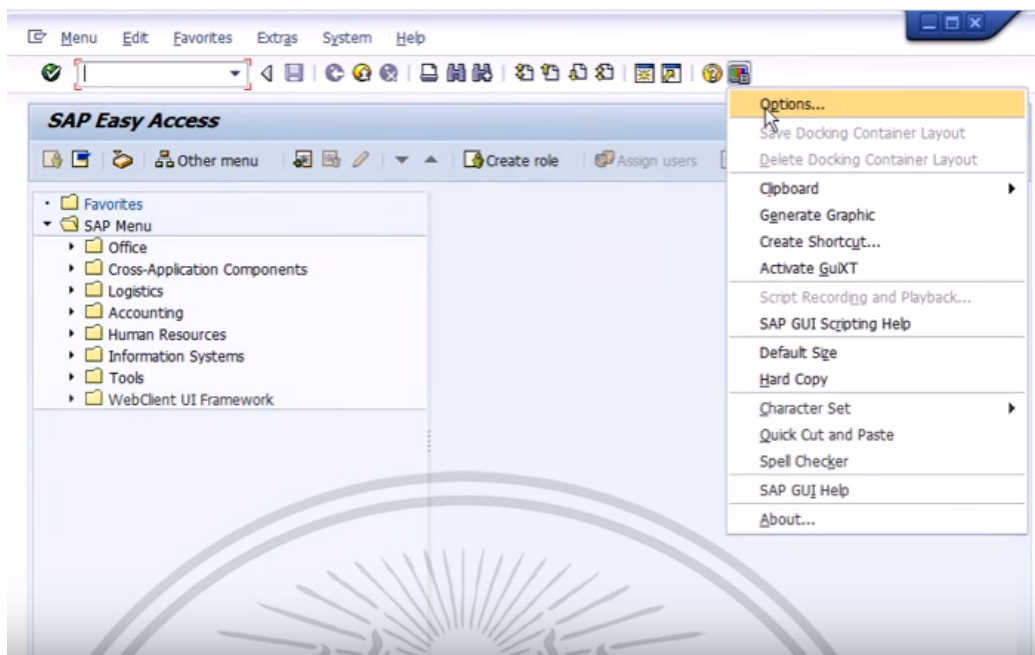 Menu Edit Favorites Extras System Help
SAP Easy Access
Other menu Create role Assign users
Favorites
SAP Menu
Office
Cross-Application Components
Logistics
Accounting
Human Resources
Information Systems
Tools
WebClient UI Framework
Options...
Save Docking Container Layout
Delete Docking Container Layout
Clipboard
Generate Graphic
Create Shortcut...
Activate GuiXT
Script Recording and Playback...
SAP GUI Scripting Help
Default Size
Hard Copy
Character Set
Quick Cut and Paste
Spell Checker
SAP GUI Help
About...